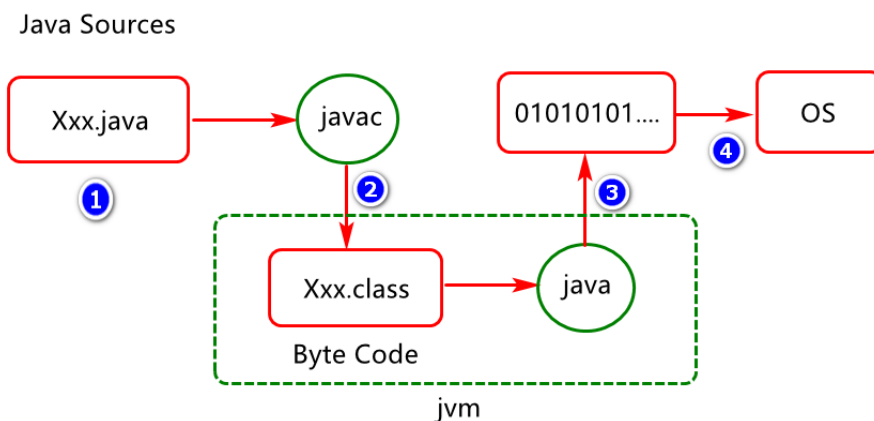 Java Sources
Xxx.java
javac
01010101....
OS
1
2
3
4
Xxx.class
java
Byte Code
jvm